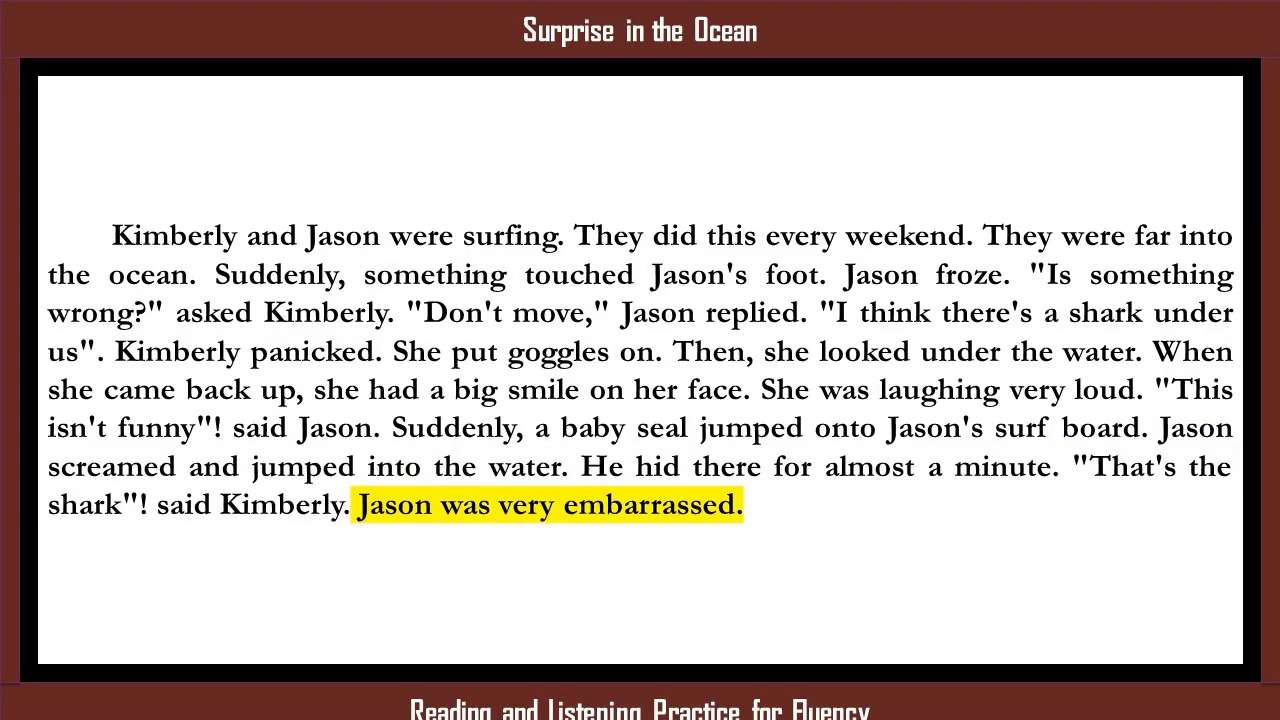 Surprise in the Ocean
Kimberly and Jason were surfing. They did this every weekend. They were far into
the ocean. Suddenly, something touched Jason's foot. Jason froze. "Is something
wrong?" asked Kimberly. "Don't move," Jason replied. "I think there's a shark under
us". Kimberly panicked. She put goggles on. Then, she looked under the water. When
she came back up, she had a big smile on her face. She was laughing very loud. "This
isn't funny"! said Jason. Suddenly, a baby seal jumped onto Jason's surf board. Jason
screamed and jumped into the water. He hid there for almost a minute. "That's the
shark"! said Kimberly. Jason was very embarrassed.
Reading and Listening Practice for Fluency